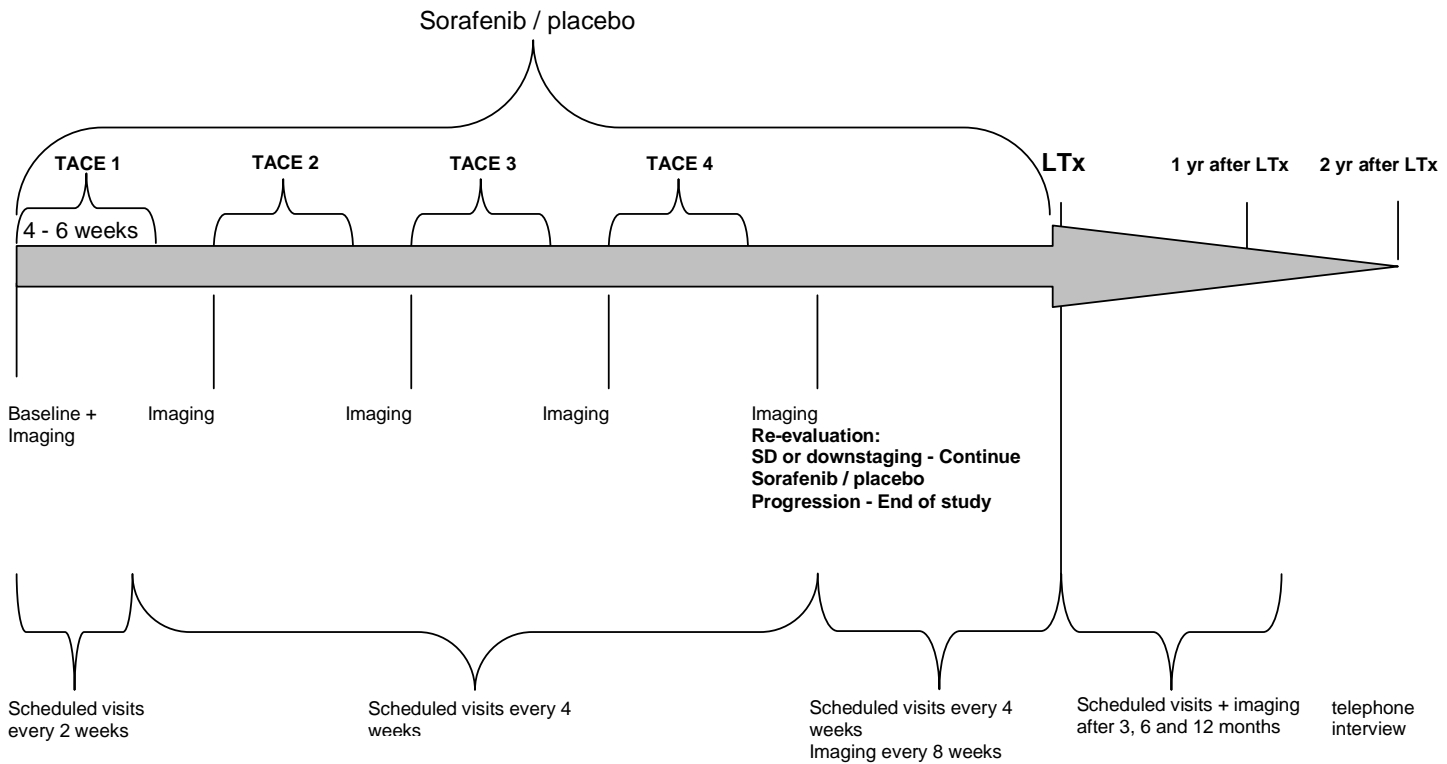 Sorafenib / placebo
TACE 1
TACE 2
TACE 3
TACE 4
LTx
1 yr after LTx
2 yr after LTx
4 - 6 weeks
Baseline +
Imaging
Imaging
Imaging
Imaging
Imaging
Re-evaluation:
SD or downstaging - Continue
Sorafenib / placebo
Progression - End of study
Scheduled visits
every 2 weeks
Scheduled visits every 4
weeks
Scheduled visits every 4
weeks
Imaging every 8 weeks
Scheduled visits + imaging
after 3, 6 and 12 months
telephone
interview